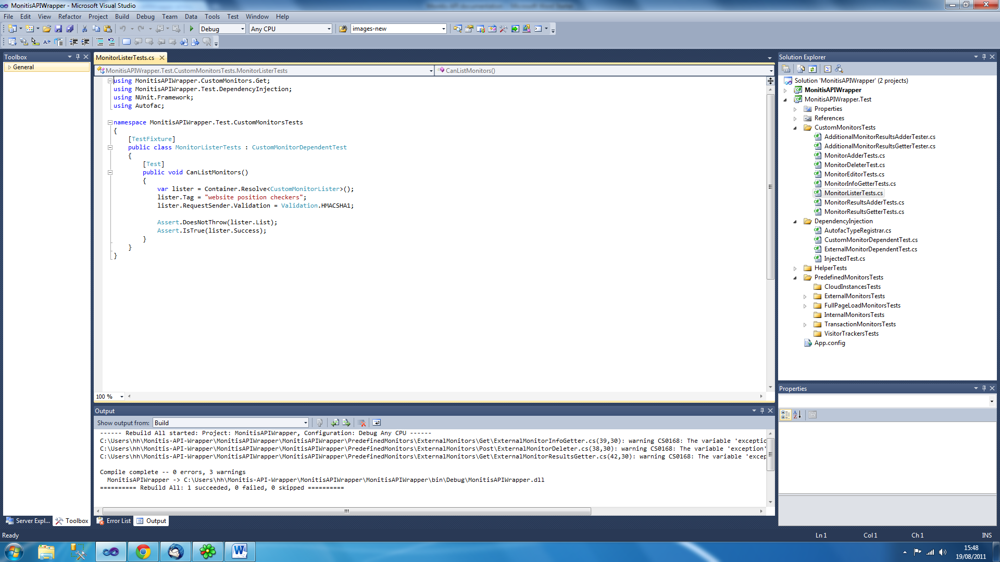 MonitisAPIWrapper - Microsoft Visual Studio
File Edit View Refactor Project Build Debug Team Data Tools Test Window Help
Debug Any CPU images-new
Toolbox
General
MonitorListerTests.cs
MonitisAPIWrapper.Test.CustomMonitorsTests.MonitorListerTests CanListMonitors()
using MonitisAPIWrapper.CustomMonitors.Get;
using MonitisAPIWrapper.Test.DependencyInjection;
using NUnit.Framework;
using Autofac;
namespace MonitisAPIWrapper.Test.CustomMonitorsTests
{
[TestFixture]
public class MonitorListerTests : CustomMonitorDependentTest
{
[Test]
public void CanListMonitors()
{
var lister = Container.Resolve<CustomMonitorLister>();
lister.Tag = "website position checkers";
lister.RequestSender.Validation = Validation.HMACSHA1;
Assert.DoesNotThrow(lister.List);
Assert.IsTrue(lister.Success);
}
}
}
100 %
Output
Show output from: Build
------ Rebuild All started: Project: MonitisAPIWrapper, Configuration: Debug Any CPU ------
C:\Users\hh\Monitis-API-Wrapper\MonitisAPIWrapper\MonitisAPIWrapper\PredefinedMonitors\ExternalMonitors\Get\ExternalMonitorInfoGetter.cs(39,30): warning CS0168: The variable 'exceptio
C:\Users\hh\Monitis-API-Wrapper\MonitisAPIWrapper\MonitisAPIWrapper\PredefinedMonitors\ExternalMonitors\Post\ExternalMonitorDeleter.cs(38,30): warning CS0168: The variable 'exception'
C:\Users\hh\Monitis-API-Wrapper\MonitisAPIWrapper\MonitisAPIWrapper\PredefinedMonitors\ExternalMonitors\Get\ExternalMonitorResultsGetter.cs(42,30): warning CS0168: The variable 'excep
Compile complete -- 0 errors, 3 warnings
MonitisAPIWrapper -> C:\Users\hh\Monitis-API-Wrapper\MonitisAPIWrapper\MonitisAPIWrapper\bin\Debug\MonitisAPIWrapper.dll
========== Rebuild All: 1 succeeded, 0 failed, 0 skipped ==========
Server Expl... Toolbox Error List Output
Solution Explorer
Solution 'MonitisAPIWrapper' (2 projects)
MonitisAPIWrapper
MonitisAPIWrapper.Test
Properties
References
CustomMonitorsTests
AdditionalMonitorResultsAdderTester.cs
AdditionalMonitorResultsGetterTester.cs
MonitorAdderTests.cs
MonitorDeleterTest.cs
MonitorEditorTests.cs
MonitorInfoGetterTests.cs
MonitorListerTests.cs
MonitorResultsAdderTests.cs
MonitorResultsGetterTests.cs
DependencyInjection
AutofacTypeRegistrar.cs
CustomMonitorDependentTest.cs
ExternalMonitorDependentTest.cs
InjectedTest.cs
HelperTests
PredefinedMonitorsTests
CloudInstancesTests
ExternalMonitorsTests
FullPageLoadMonitorsTests
InternalMonitorsTests
TransactionMonitorsTests
VisitorTrackersTests
App.config
Properties
Ready Ln 1 Col 1 Ch 1 INS
15:48
19/08/2011